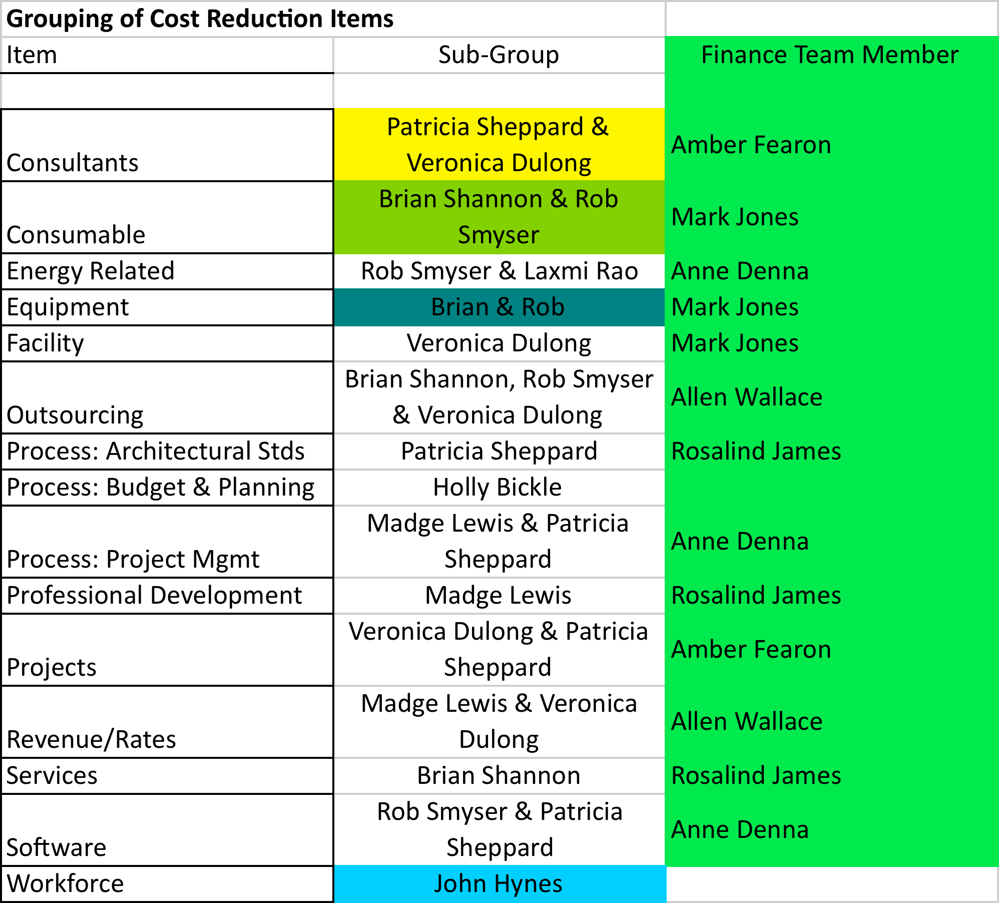 Grouping of Cost Reduction Items
Item Sub-Group Finance Team Member
Consultants Patricia Sheppard &
Veronica Dulong Amber Fearon
Consumable Brian Shannon & Rob
Smyser Mark Jones
Energy Related Rob Smyser & Laxmi Rao Anne Denna
Equipment Brian & Rob Mark Jones
Facility Veronica Dulong Mark Jones
Outsourcing Brian Shannon, Rob Smyser
& Veronica Dulong Allen Wallace
Process: Architectural Stds Patricia Sheppard Rosalind James
Process: Budget & Planning Holly Bickle
Process: Project Mgmt Madge Lewis & Patricia
Sheppard Anne Denna
Professional Development Madge Lewis Rosalind James
Projects Veronica Dulong & Patricia
Sheppard Amber Fearon
Revenue/Rates Madge Lewis & Veronica
Dulong Allen Wallace
Services Brian Shannon Rosalind James
Software Rob Smyser & Patricia
Sheppard Anne Denna
Workforce John Hynes